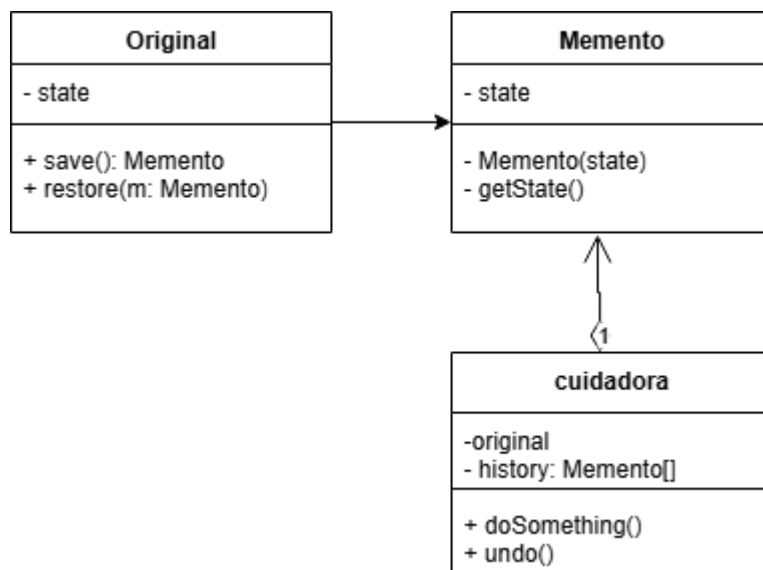 Original
- state
+ save(): Memento
+ restore(m: Memento)
Memento
- state
- Memento(state)
- getState()
1
cuidadora
-original
- history: Memento[]
+ doSomething()
+ undo()